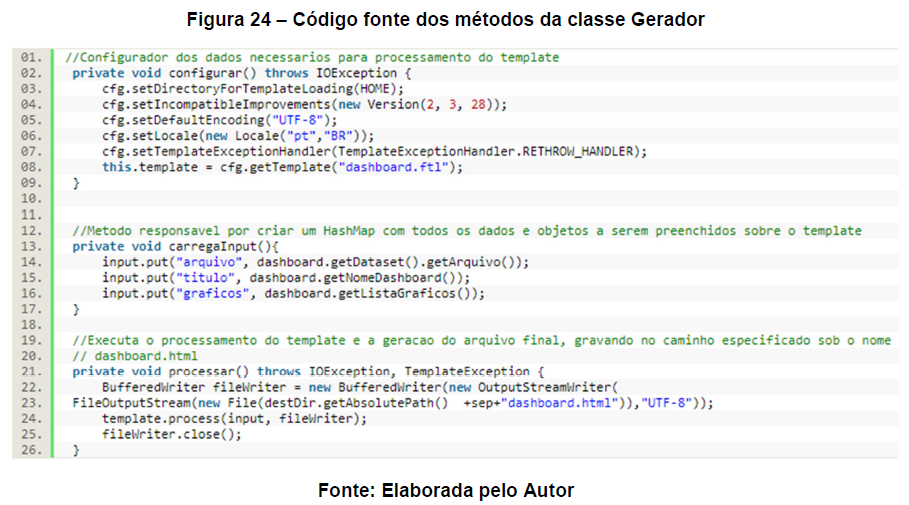 Figura 24 – Código fonte dos métodos da classe Gerador
01. //Configurador dos dados necessarios para processamento do template
02. private void configurar() throws IOException {
03. cfg.setDirectoryForTemplateLoading(HOME);
04. cfg.setIncompatibleImprovements(new Version(2, 3, 28));
05. cfg.setDefaultEncoding("UTF-8");
06. cfg.setLocale(new Locale("pt","BR"));
07. cfg.setTemplateExceptionHandler(TemplateExceptionHandler.RETHROW_HANDLER);
08. this.template = cfg.getTemplate("dashboard.ftl");
09. }
10.
11.
12. //Metodo responsavel por criar um HashMap com todos os dados e objetos a serem preenchidos sobre o template
13. private void carregaInput(){
14. input.put("arquivo", dashboard.getDataset().getArquivo());
15. input.put("titulo", dashboard.getNomeDashboard());
16. input.put("graficos", dashboard.getListaGraficos());
17. }
18.
19. //Executa o processamento do template e a geracao do arquivo final, gravando no caminho especificado sob o nome
20. // dashboard.html
21. private void processar() throws IOException, TemplateException {
22. BufferedWriter fileWriter = new BufferedWriter(new OutputStreamWriter(
23. FileOutputStream(new File(destDir.getAbsolutePath() +sep+"dashboard.html")),"UTF-8"));
24. template.process(input, fileWriter);
25. fileWriter.close();
26. }
Fonte: Elaborada pelo Autor